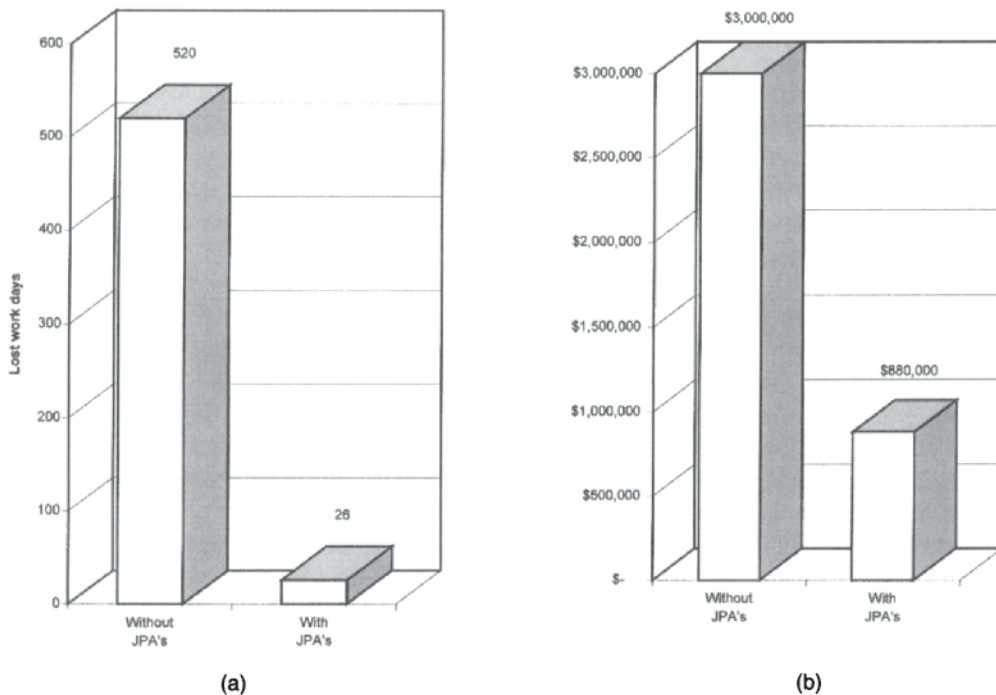 600
500
400
300
200
100
0
Lost work days
520
26
Without
JPA's
With
JPA's
(a)
$3,000,000
$3,000,000
$2,500,000
$2,000,000
$1,500,000
$1,000,000
$500,000
$-
$880,000
Without
JPA's
With
JPA's
(b)